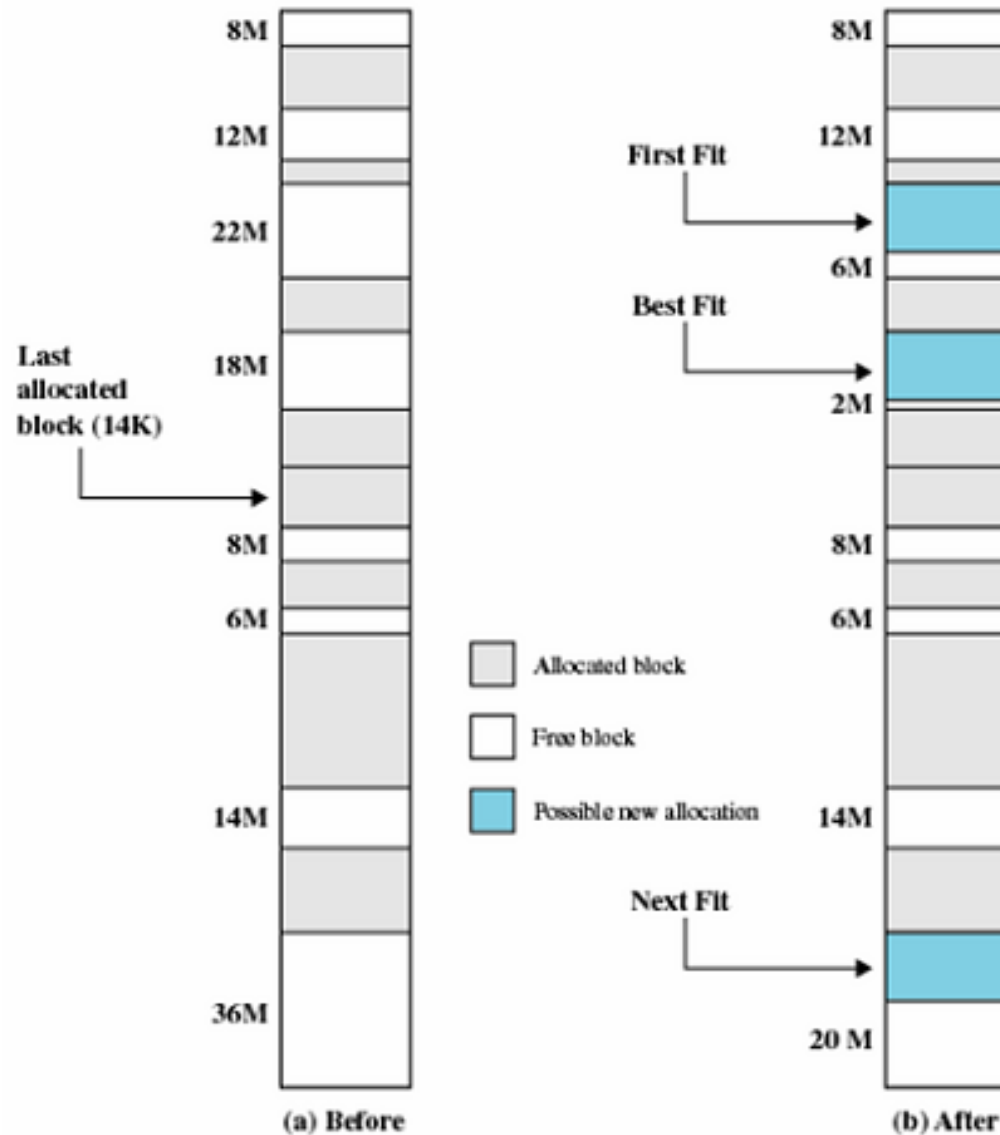 8M
12M
22M
18M
Last
allocated
block (14K)
8M
6M
14M
36M
(a) Before
Allocated block
Free block
Possible new allocation
8M
12M
First Fit
6M
Best Fit
2M
8M
6M
14M
Next Fit
20 M
(b) After